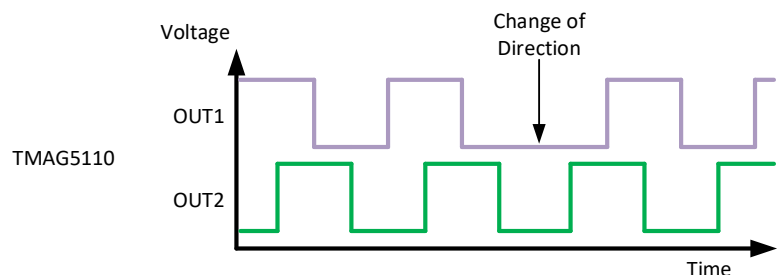 Voltage
Change of
Direction
OUT1
TMAG5110
OUT2
Time